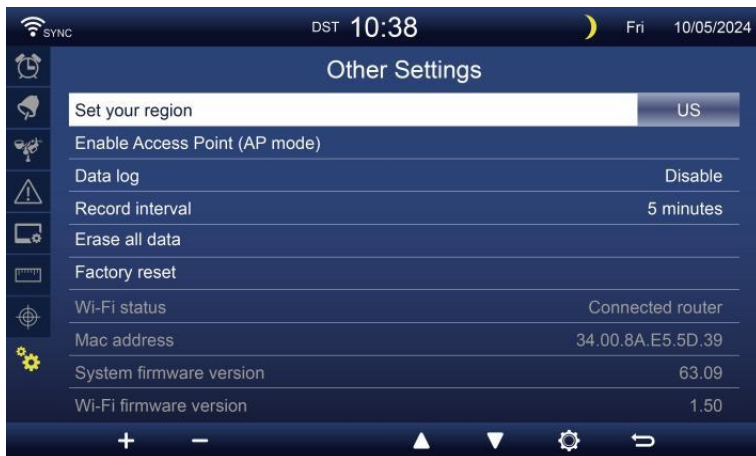 SYNC DST 10:38 Fri 10/05/2024
Other Settings
Set your region US
Enable Access Point (AP mode)
Data log Disable
Record interval 5 minutes
Erase all data
Factory reset
Wi-Fi status Connected router
Mac address 34.00.8A.E5.5D.39
System firmware version 63.09
Wi-Fi firmware version 1.50